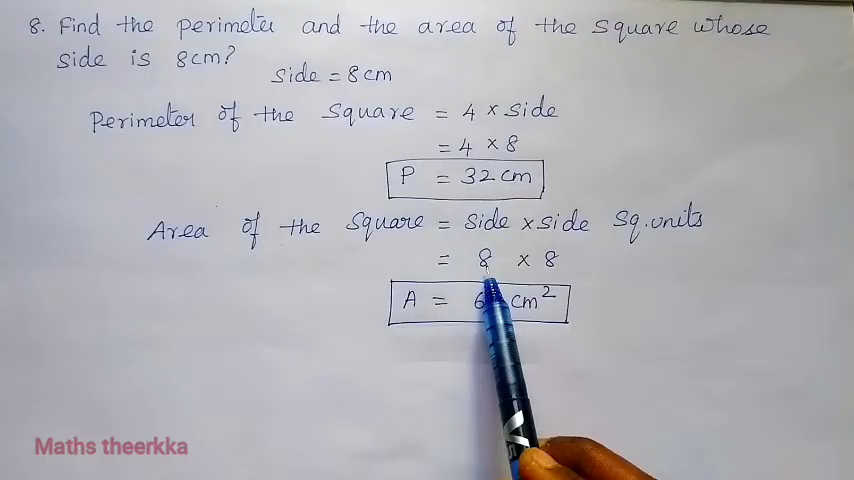 8. Find the perimeter and the area of the square whose
side is 8cm?
side = 8cm
Perimeter of the square = 4 × side
= 4 × 8
P = 32 cm
Area of the square = side × side sq.units
= 8 × 8
A = 6 cm²
Maths theerkka